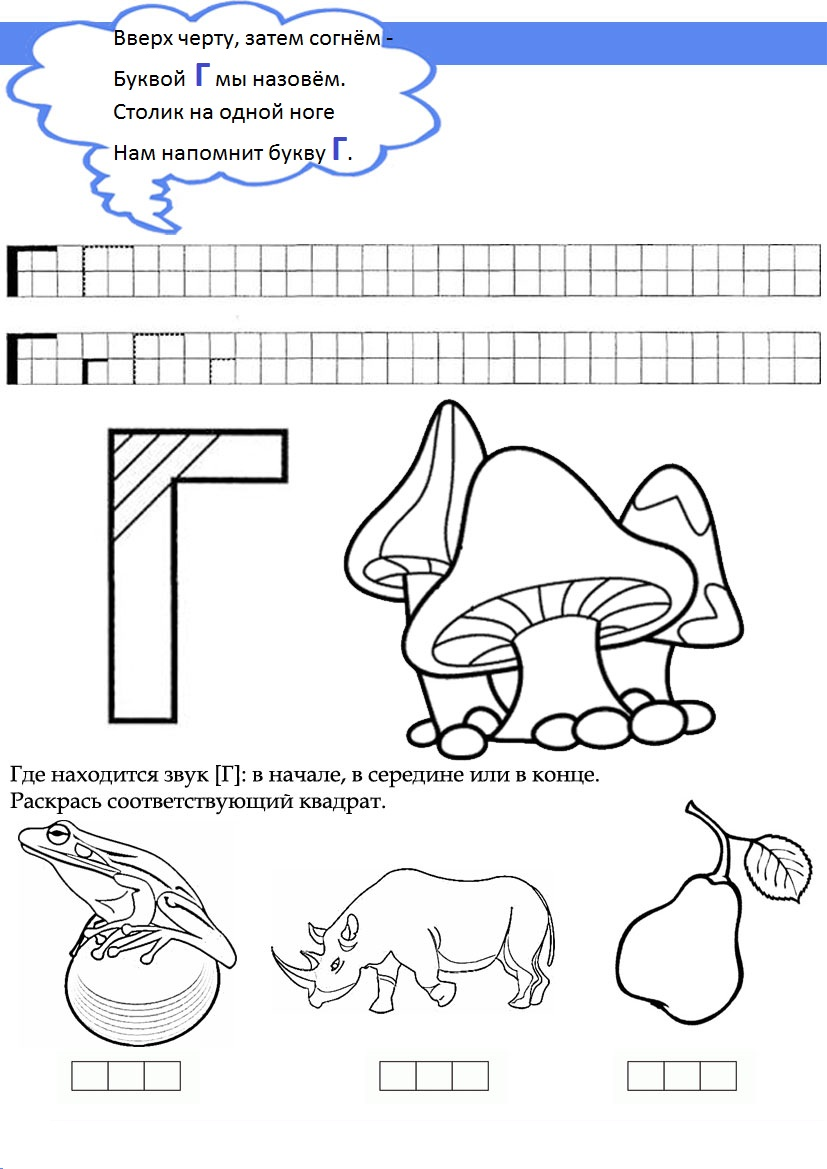 Вверх черту, затем согнём -
Буквой Г мы назовём.
Столик на одной ноге
Нам напомнит букву Г.
Г
Где находится звук [Г]: в начале, в середине или в конце.
Раскрась соответствующий квадрат.